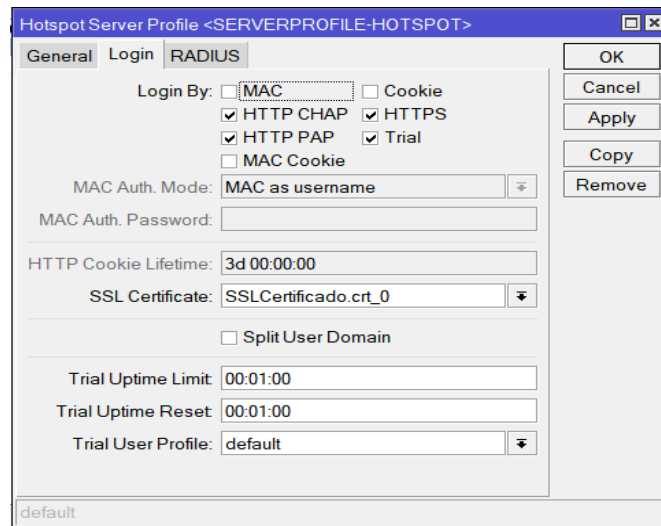 Hotspot Server Profile <SERVERPROFILE-HOTSPOT>
General Login RADIUS
OK
Cancel
Apply
Copy
Remove
Login By: MAC Cookie
HTTP CHAP HTTPS
HTTP PAP Trial
MAC Cookie
MAC Auth. Mode: MAC as username
MAC Auth. Password:
HTTP Cookie Lifetime: 3d 00:00:00
SSL Certificate: SSLCertificado.crt_0
Split User Domain
Trial Uptime Limit: 00:01:00
Trial Uptime Reset: 00:01:00
Trial User Profile: default
default